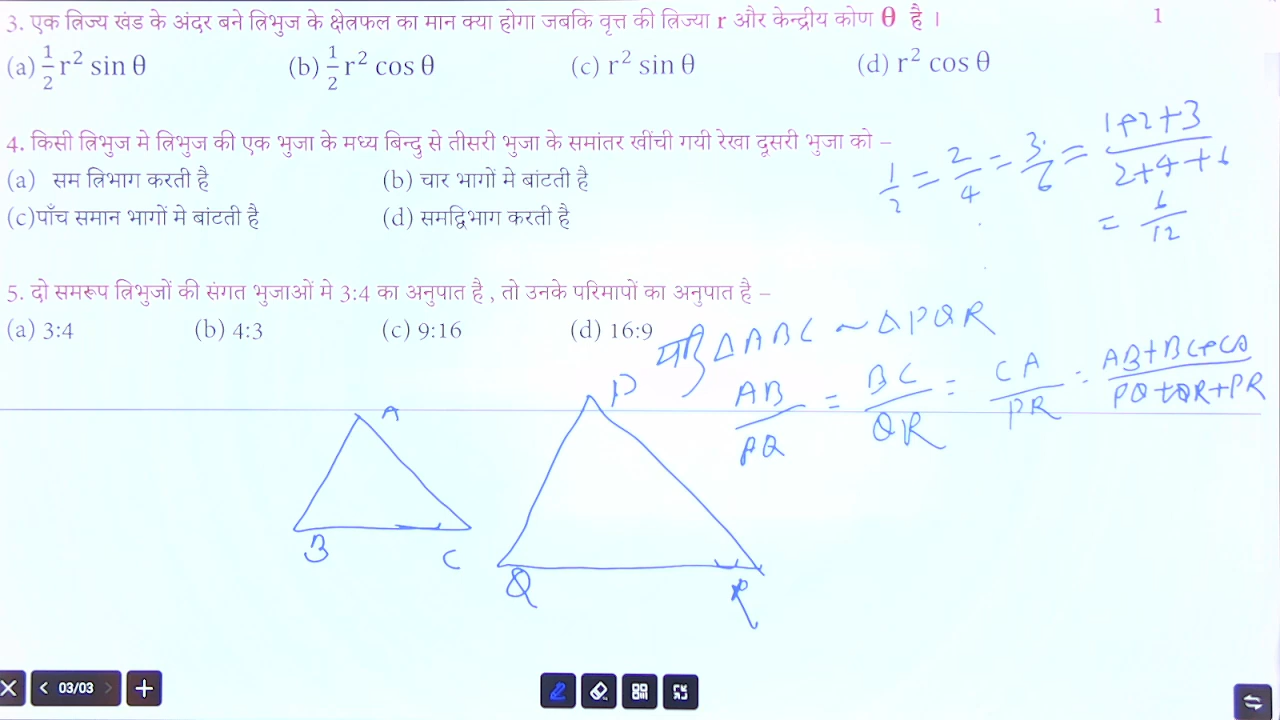 3. एक त्रिज्य खंड के अंदर बने त्रिभुज के क्षेत्रफल का मान क्या होगा जबकि वृत्त की त्रिज्या r और केन्द्रीय कोण θ है । 1
(a) 1/2 r² sin θ (b) 1/2 r² cos θ (c) r² sin θ (d) r² cos θ
4. किसी त्रिभुज मे त्रिभुज की एक भुजा के मध्य बिन्दु से तीसरी भुजा के समांतर खींची गयी रेखा दूसरी भुजा को –
(a) सम त्रिभाग करती है (b) चार भागों मे बांटती है
(c)पाँच समान भागों मे बांटती है (d) समद्विभाग करती है
1/2 = 2/4 = 3/6 = 1+2+3/2+4+6
= 6/12
5. दो समरूप त्रिभुजों की संगत भुजाओं मे 3:4 का अनुपात है , तो उनके परिमापों का अनुपात है –
(a) 3:4 (b) 4:3 (c) 9:16 (d) 16:9
यदि Δ ABC ~ Δ PQR
AB/PQ = BC/QR = CA/PR = AB+BC+CA/PQ+QR+PR
A
P
B C
Q R
03/03